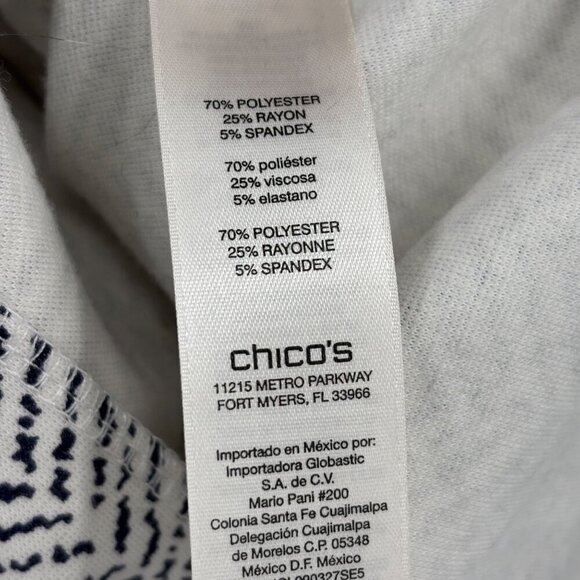 70% POLYESTER
25% RAYON
5% SPANDEX
70% poliéster
25% viscosa
5% elastano
70% POLYESTER
25% RAYONNE
5% SPANDEX
chico's
11215 METRO PARKWAY
FORT MYERS, FL 33966
Importado en México por:
Importadora Globastic
S.A. de C.V.
Mario Pani #200
Colonia Santa Fe Cuajimalpa
Delegación Cuajimalpa
de Morelos C.P. 05348
México D.F. México